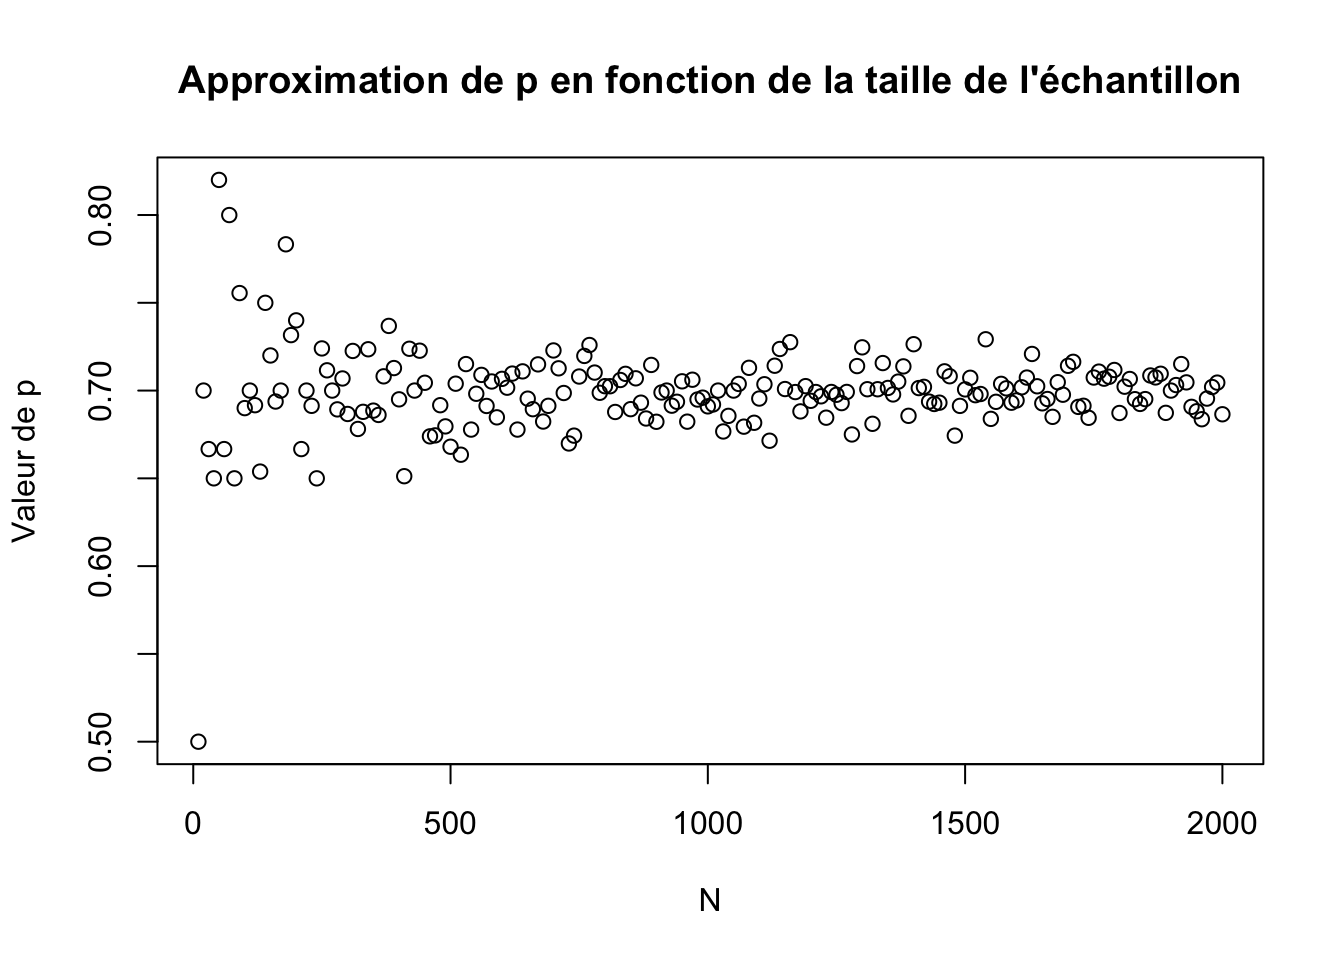 Approximation de p en fonction de la taille de l'échantillon
Valeur de p
0.80
0.70
0.60
0.50
0 500 1000 1500 2000
N